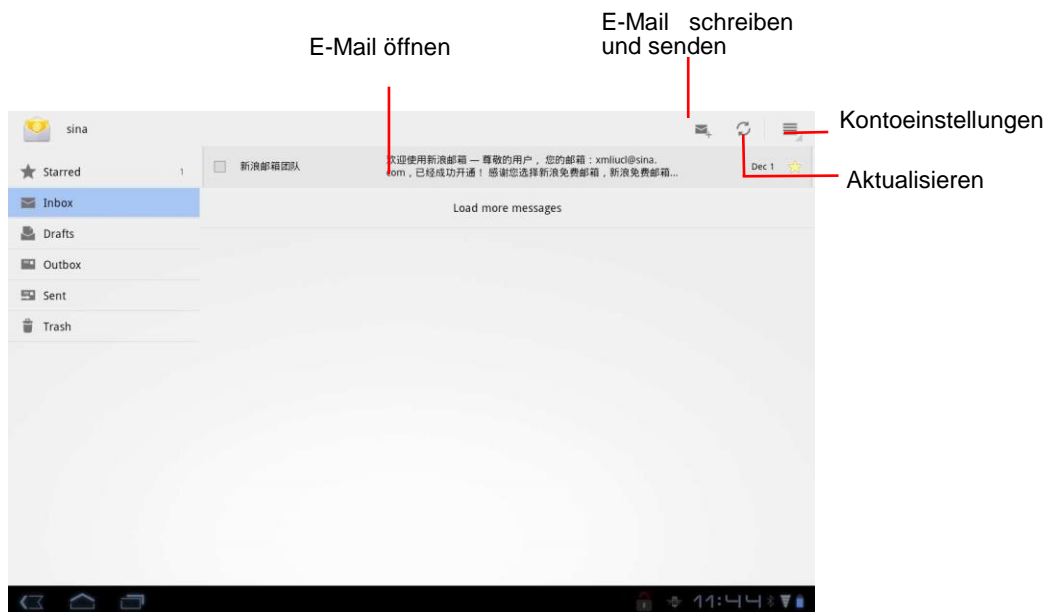 E-Mail öffnen
E-Mail schreiben
und senden
Kontoeinstellungen
Aktualisieren
sina
Starred 1
Inbox
Drafts
Outbox
Sent
Trash
新浪邮箱团队
欢迎使用新浪邮箱 — 尊敬的用户，您的邮箱：xmliucl@sina.
com，已经成功开通！感谢您选择新浪免费邮箱，新浪免费邮箱...
Dec 1
Load more messages
11:44